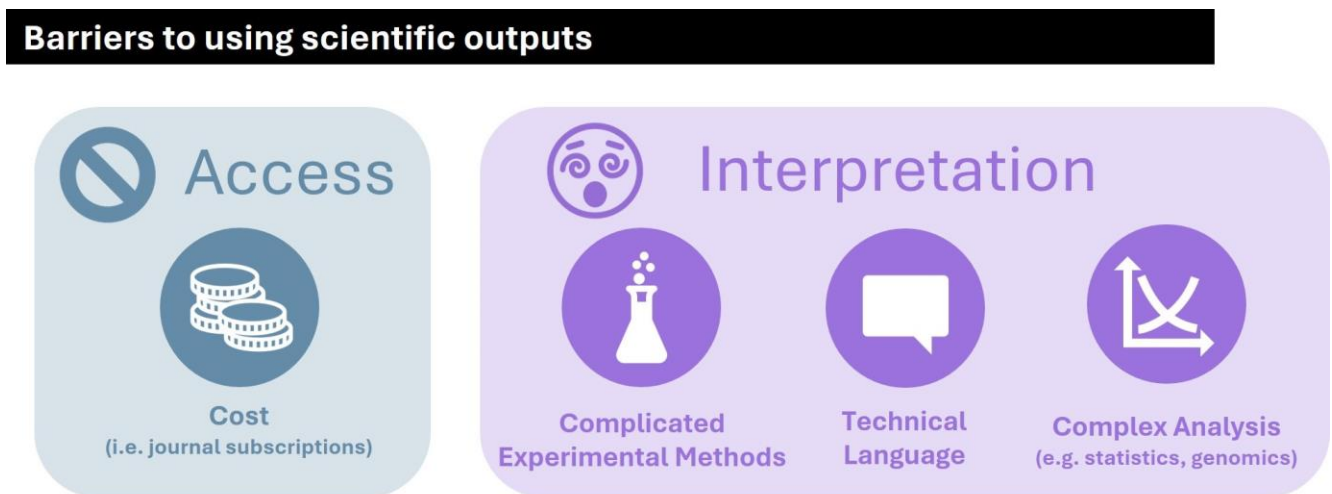 Barriers to using scientific outputs
Access
Cost
(i.e. journal subscriptions)
Interpretation
Complicated
Experimental Methods
Technical
Language
Complex Analysis
(e.g. statistics, genomics)